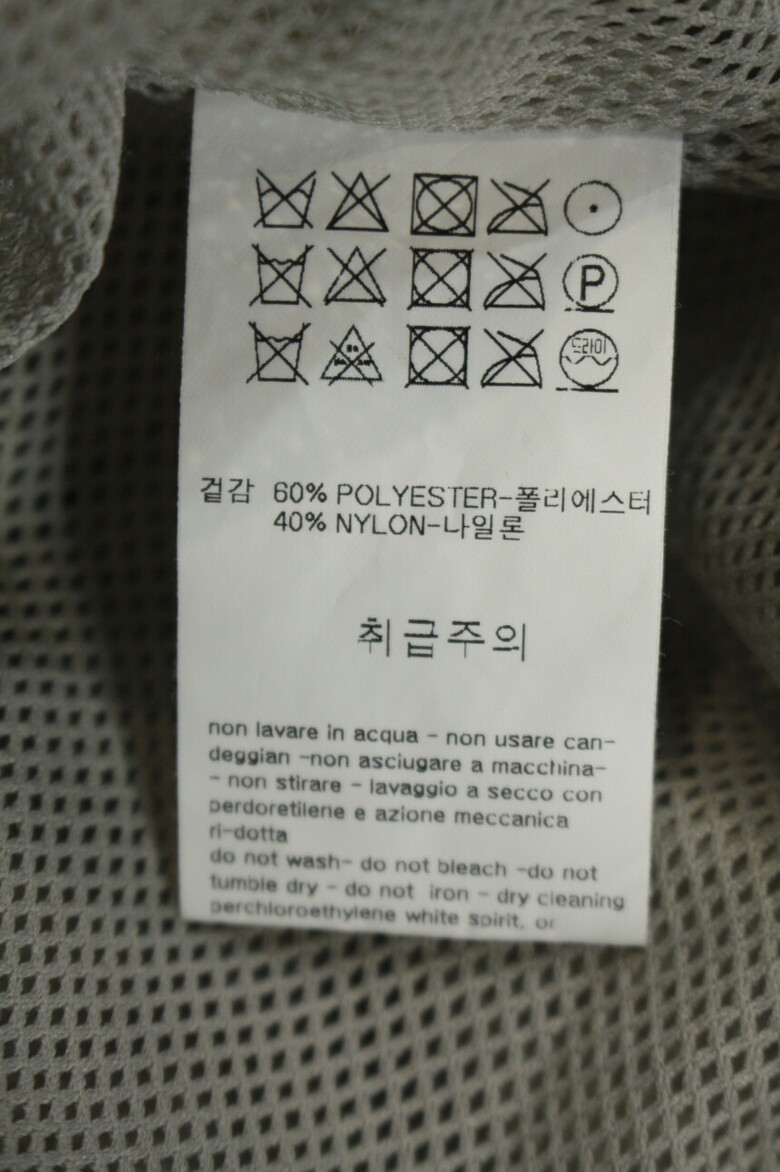 P
드라이
겉감 60% POLYESTER-폴리에스터
40% NYLON-나일론
취급주의
non lavare in acqua - non usare can-
deggian -non asciugare a macchina-
- non stirare - lavaggio a secco con
perdoretilene e azione meccanica
ri-dotta
do not wash- do not bleach -do not
tumble dry - do not iron - dry cleaning
perchloroethylene white spirit, or